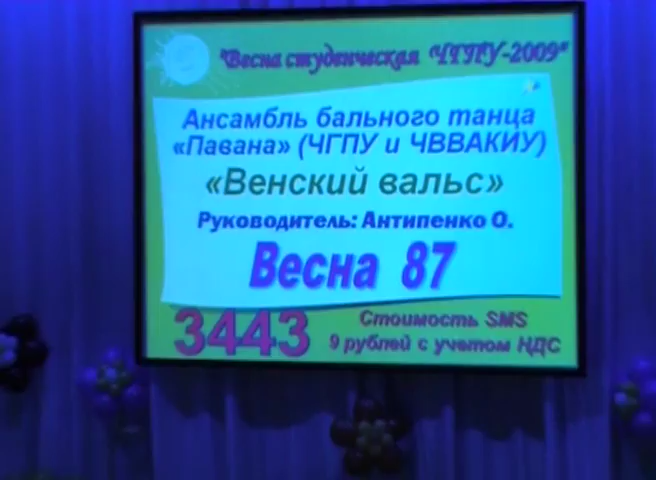 "Весна студенческая ЧГПУ-2009"
Ансамбль бального танца
«Павана» (ЧГПУ и ЧВВАКИУ)
«Венский вальс»
Руководитель: Антипенко О.
Весна 87
3443
Стоимость SMS
9 рублей с учетом НДС